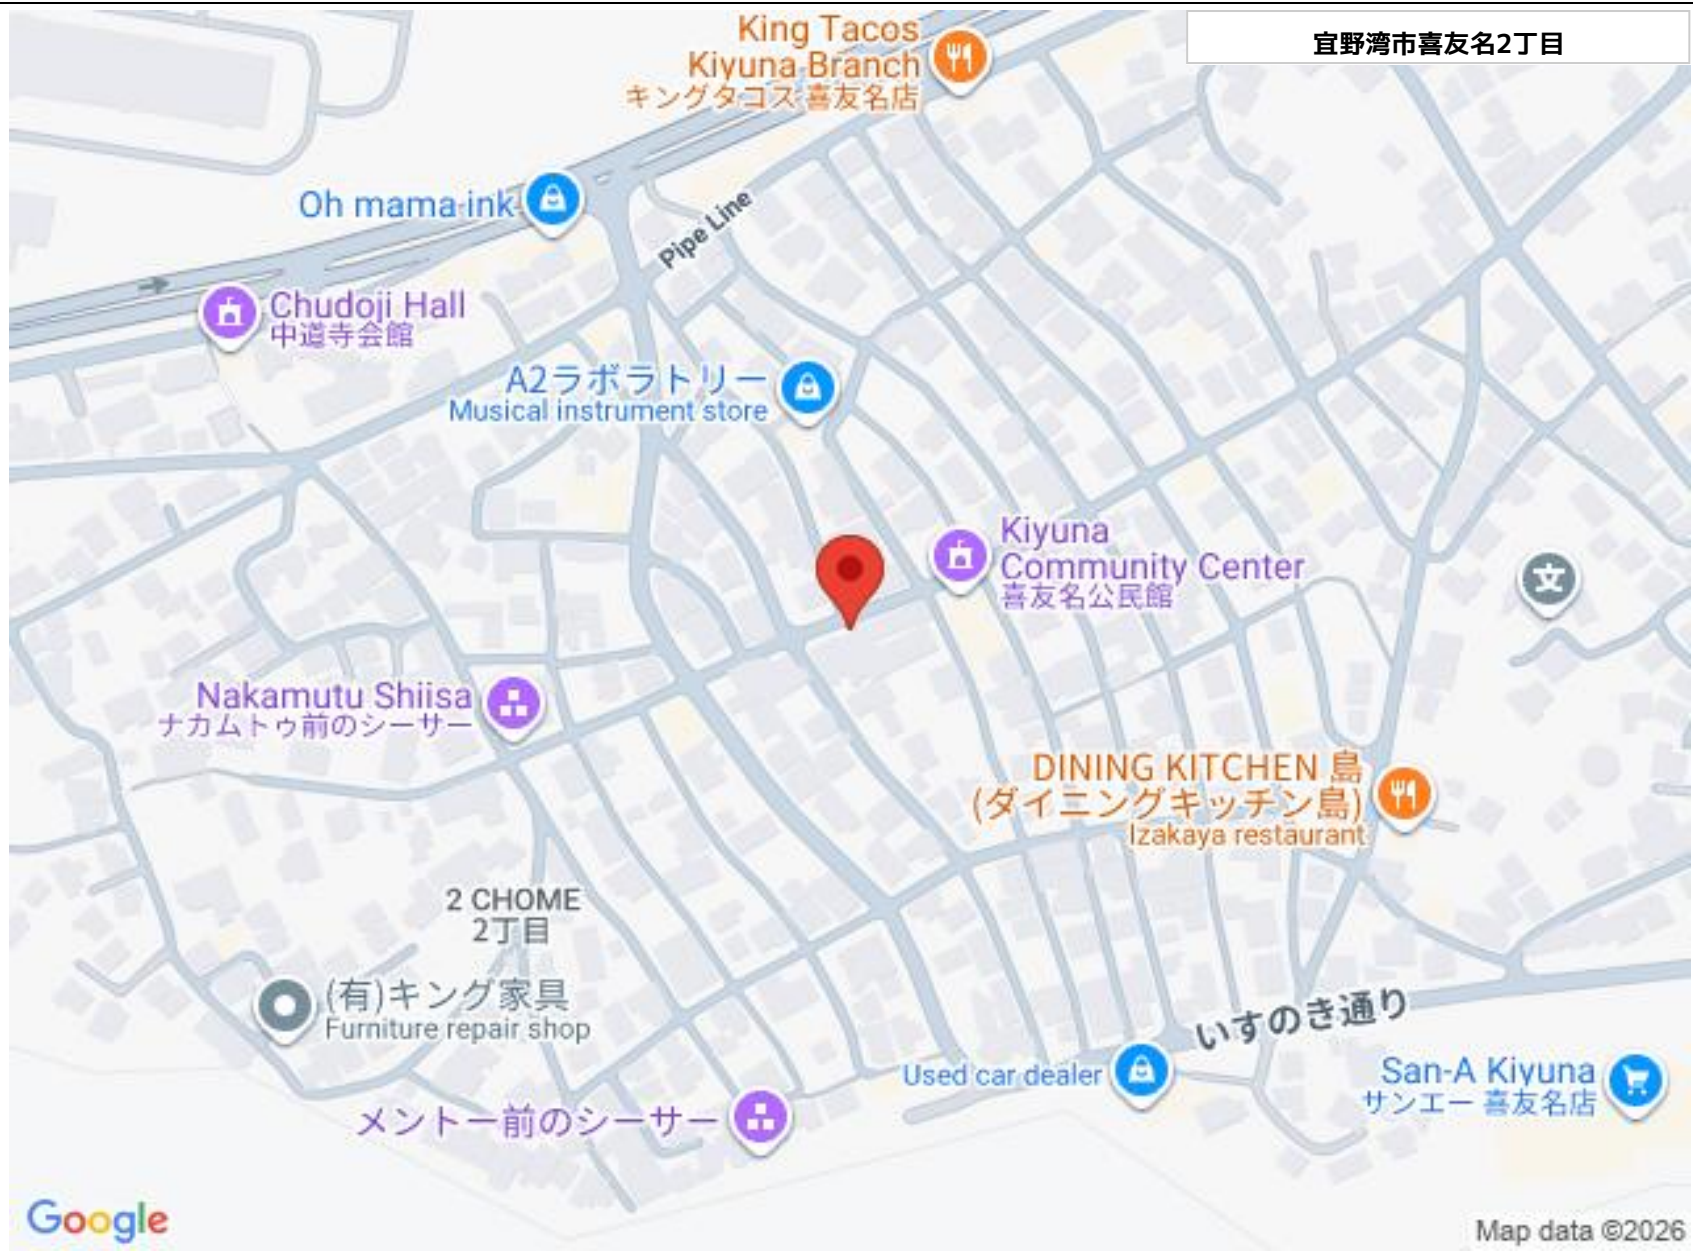 宜野湾市喜友名2丁目
King Tacos
Kiyuna Branch
キングタコス 喜友名店
Oh mama ink
Pipe Line
Chudoji Hall
中道寺会館
A2ラボラトリー
Musical instrument store
Kiyuna
Community Center
喜友名公民館
文
Nakamutu Shiisa
ナカムトゥ前のシーサー
DINING KITCHEN 島
(ダイニングキッチン島)
Izakaya restaurant
2 CHOME
2丁目
(有)キング家具
Furniture repair shop
いすのき通り
Used car dealer
San-A Kiyuna
サンエー 喜友名店
メントー前のシーサー
Google
Map data ©2026